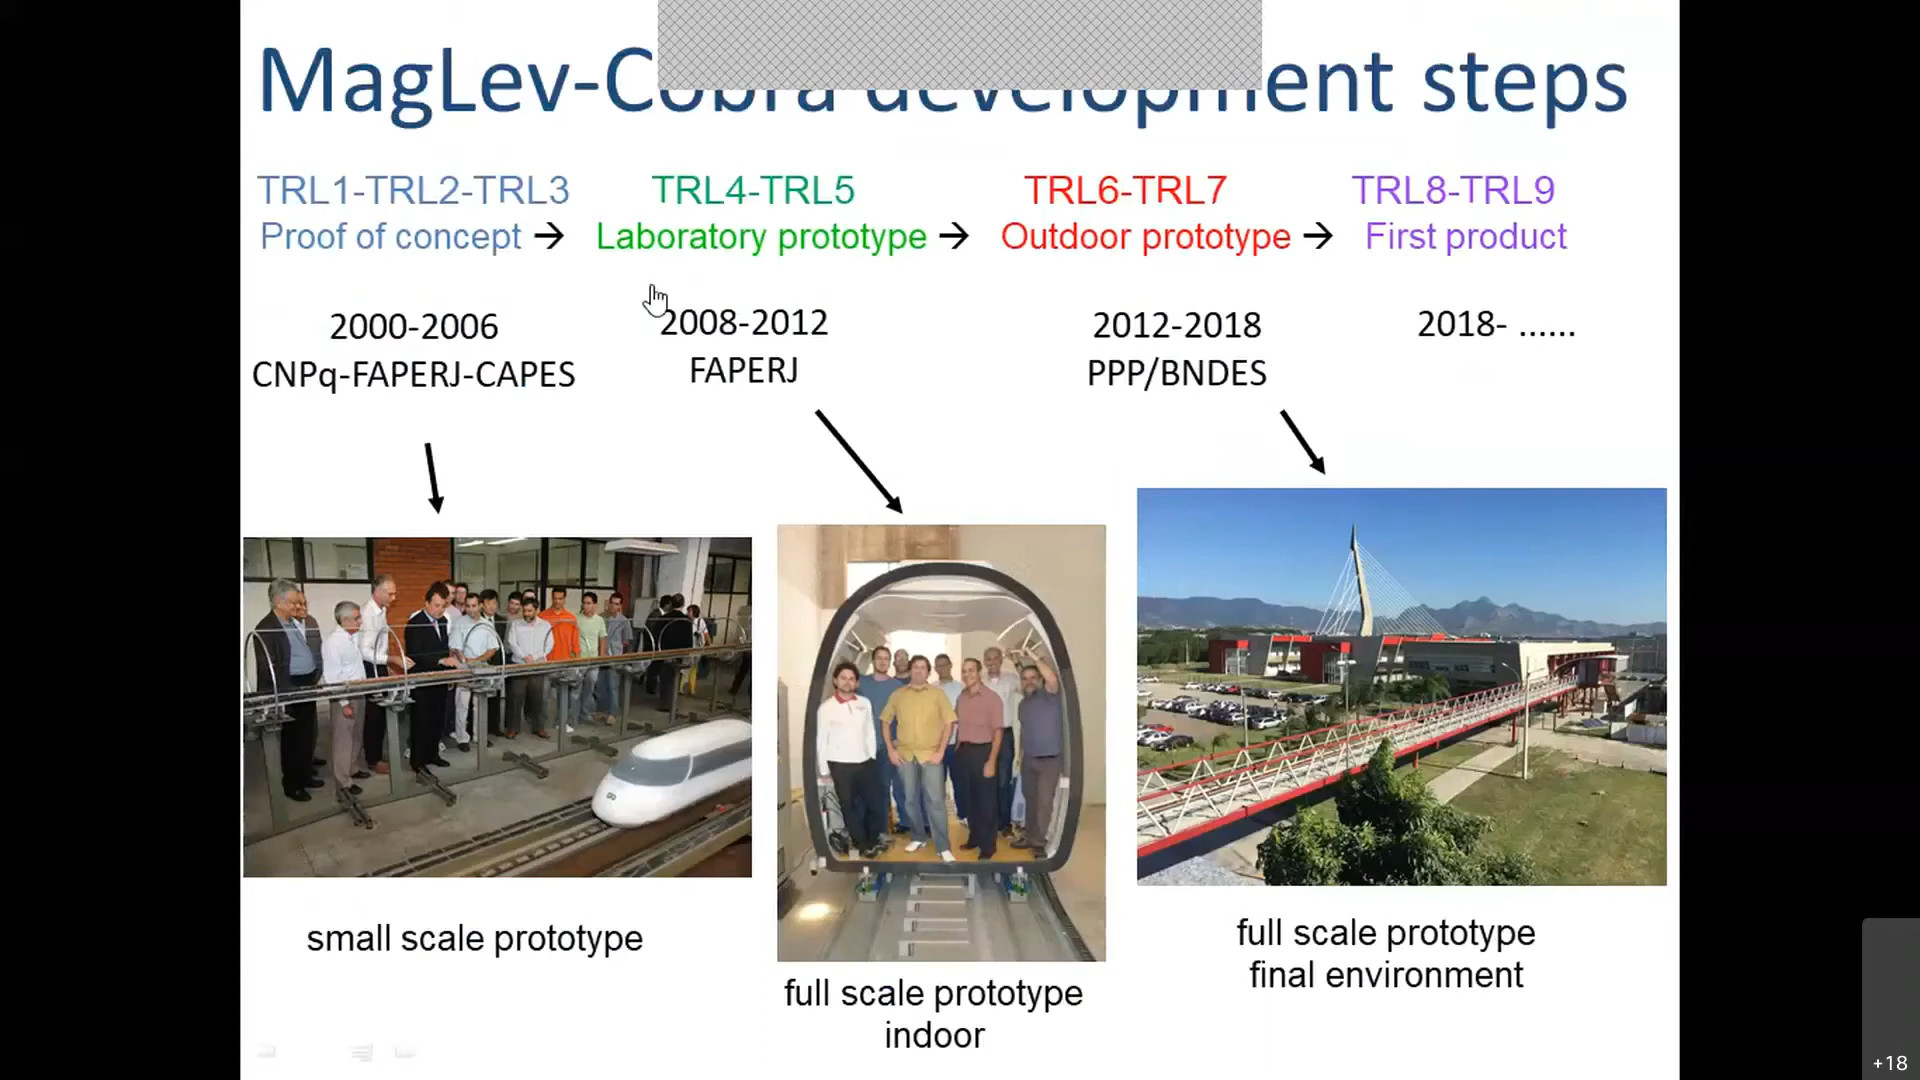 MagLev-Cobra development steps
TRL1-TRL2-TRL3
Proof of concept →
TRL4-TRL5
Laboratory prototype →
TRL6-TRL7
Outdoor prototype →
TRL8-TRL9
First product
2000-2006
CNPq-FAPERJ-CAPES
2008-2012
FAPERJ
2012-2018
PPP/BNDES
2018- ......
small scale prototype
full scale prototype
indoor
full scale prototype
final environment
+18